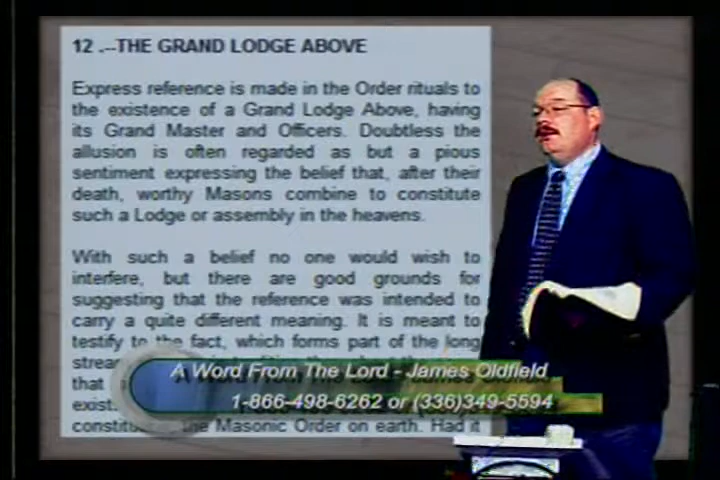 12 .--THE GRAND LODGE ABOVE
Express reference is made in the Order rituals to
the existence of a Grand Lodge Above, having
its Grand Master and Officers. Doubtless the
allusion is often regarded as but a pious
sentiment expressing the belief that, after their
death, worthy Masons combine to constitute
such a Lodge or assembly in the heavens.
With such a belief no one would wish to
interfere, but there are good grounds for
suggesting that the reference was intended to
carry a quite different meaning. It is meant to
testify to the fact, which forms part of the long
that
exist.
the Masonic Order on earth. Had it
A Word From The Lord - James Oldfield
1-866-498-6262 or (336)349-5594